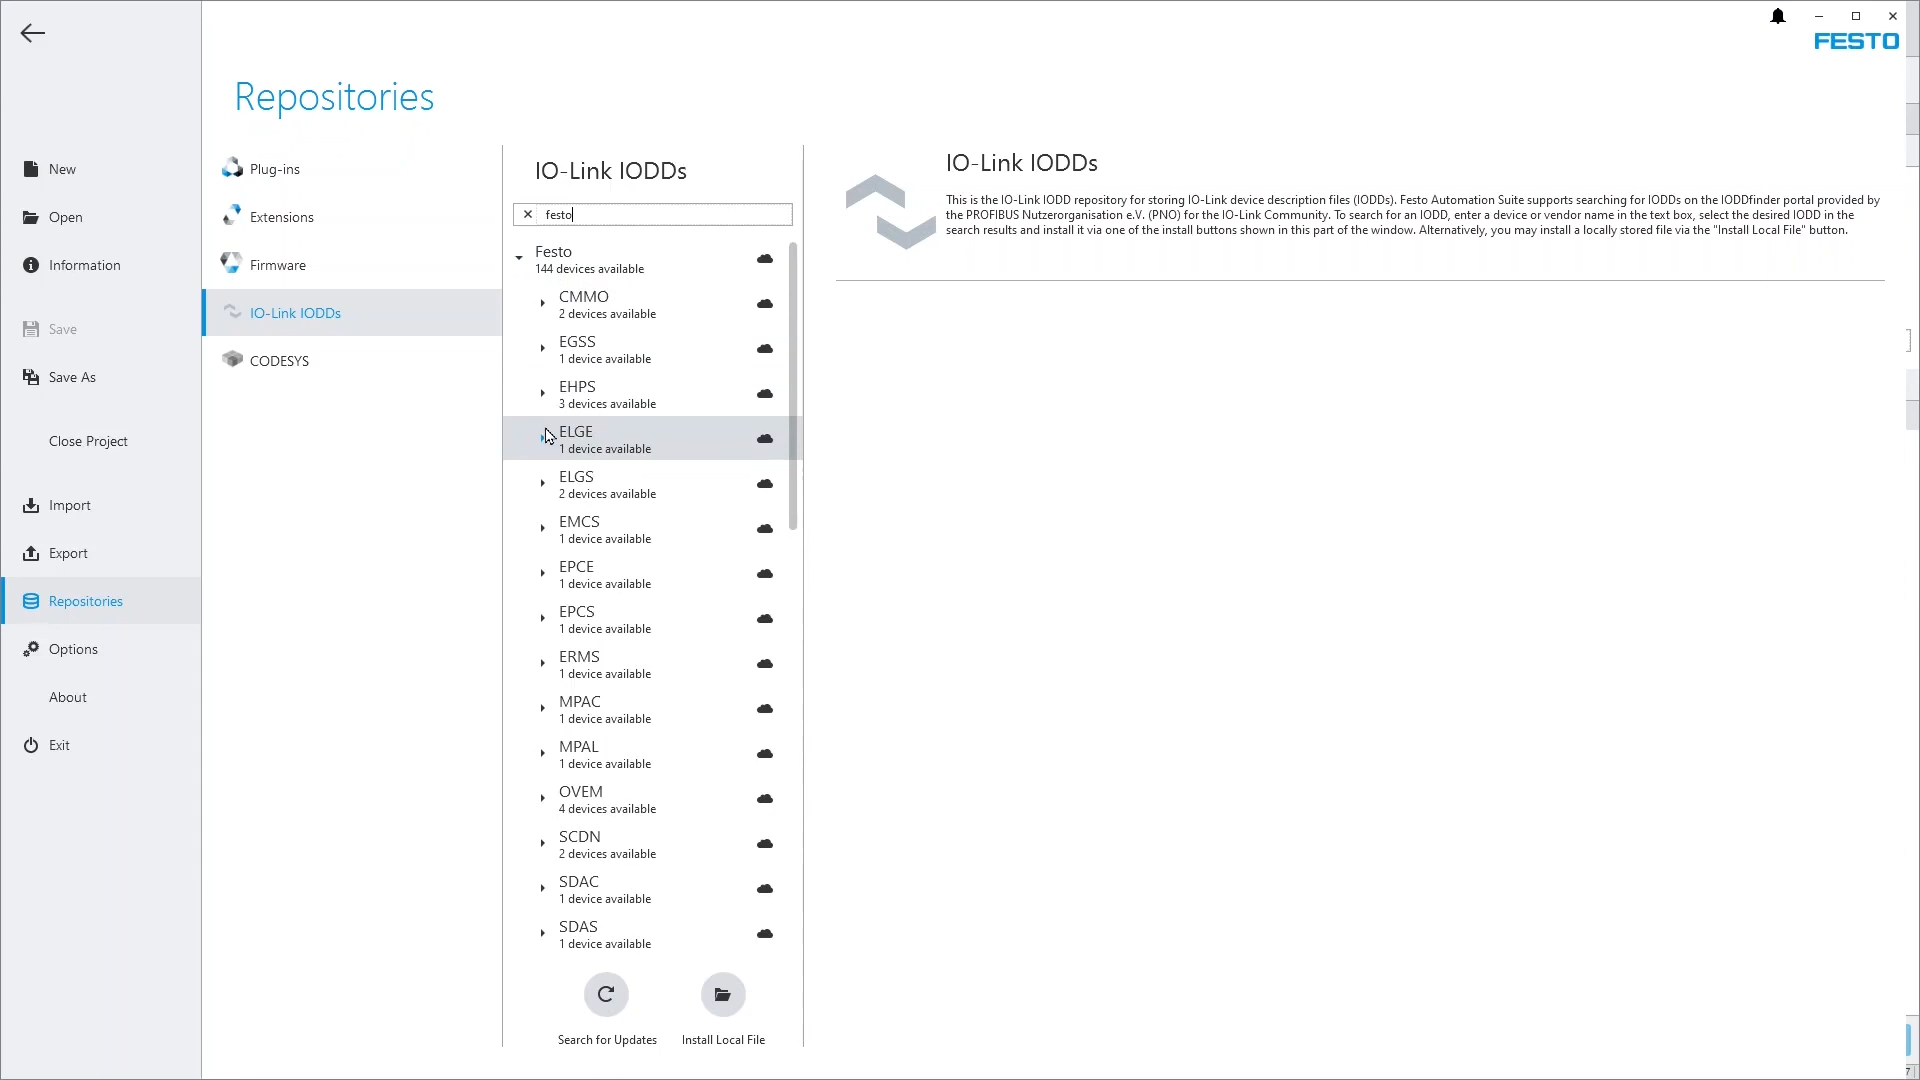 FESTO
Repositories
New
Open
Information
Save
Save As
Close Project
Import
Export
Repositories
Options
About
Exit
Plug-ins
Extensions
Firmware
IO-Link IODDs
CODESYS
IO-Link IODDs
festo
Festo
144 devices available
CMMO
2 devices available
EGSS
1 device available
EHPS
3 devices available
ELGE
1 device available
ELGS
2 devices available
EMCS
1 device available
EPCE
1 device available
EPCS
1 device available
ERMS
1 device available
MPAC
1 device available
MPAL
1 device available
OVEM
4 devices available
SCDN
2 devices available
SDAC
1 device available
SDAS
1 device available
Search for Updates
Install Local File
IO-Link IODDs
This is the IO-Link IODD repository for storing IO-Link device description files (IODDs). Festo Automation Suite supports searching for IODDs on the IODDfinder portal provided by
the PROFIBUS Nutzerorganisation e.V. (PNO) for the IO-Link Community. To search for an IODD, enter a device or vendor name in the text box, select the desired IODD in the
search results and install it via one of the install buttons shown in this part of the window. Alternatively, you may install a locally stored file via the "Install Local File" button.